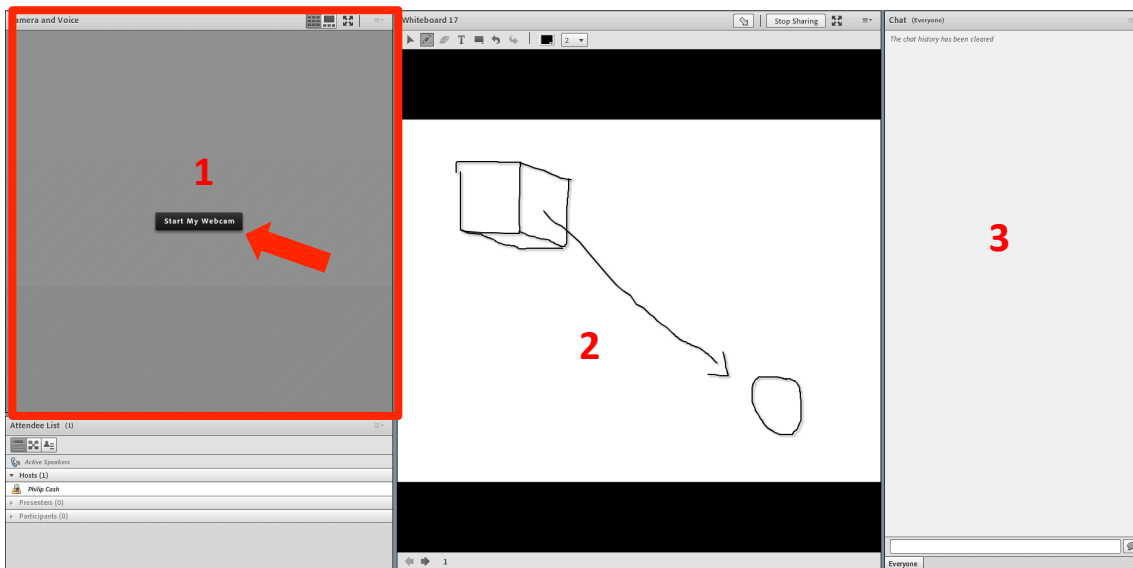 Camera and Voice
1
Start My Webcam
Attendee List (1)
Active Speakers
Hosts (1)
Philip Cash
Presenters (0)
Participants (0)
Whiteboard 17
Stop Sharing
T
2
2
1
Chat (Everyone)
The chat history has been cleared
3
Everyone